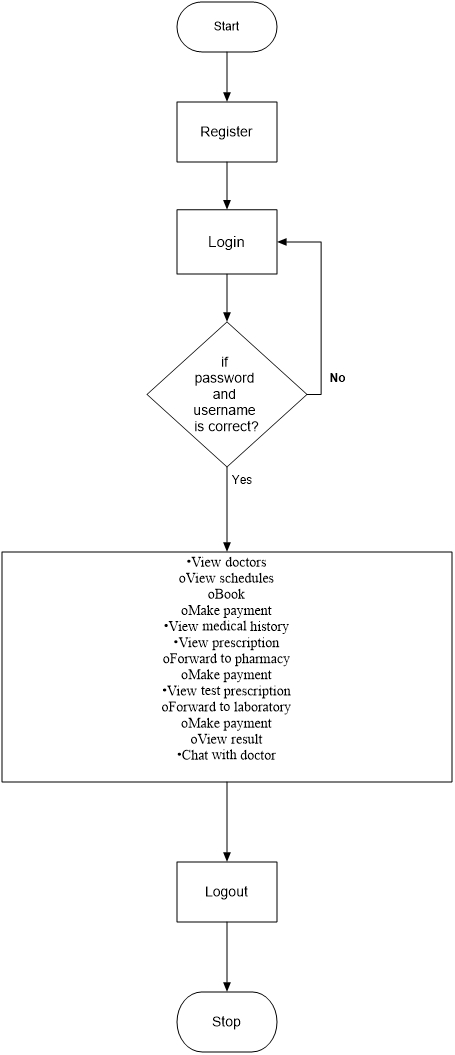 Start
Register
Login
if
password
and
username
is correct?
No
Yes
•View doctors
oView schedules
oBook
oMake payment
•View medical history
•View prescription
oForward to pharmacy
oMake payment
•View test prescription
oForward to laboratory
oMake payment
oView result
•Chat with doctor
Logout
Stop